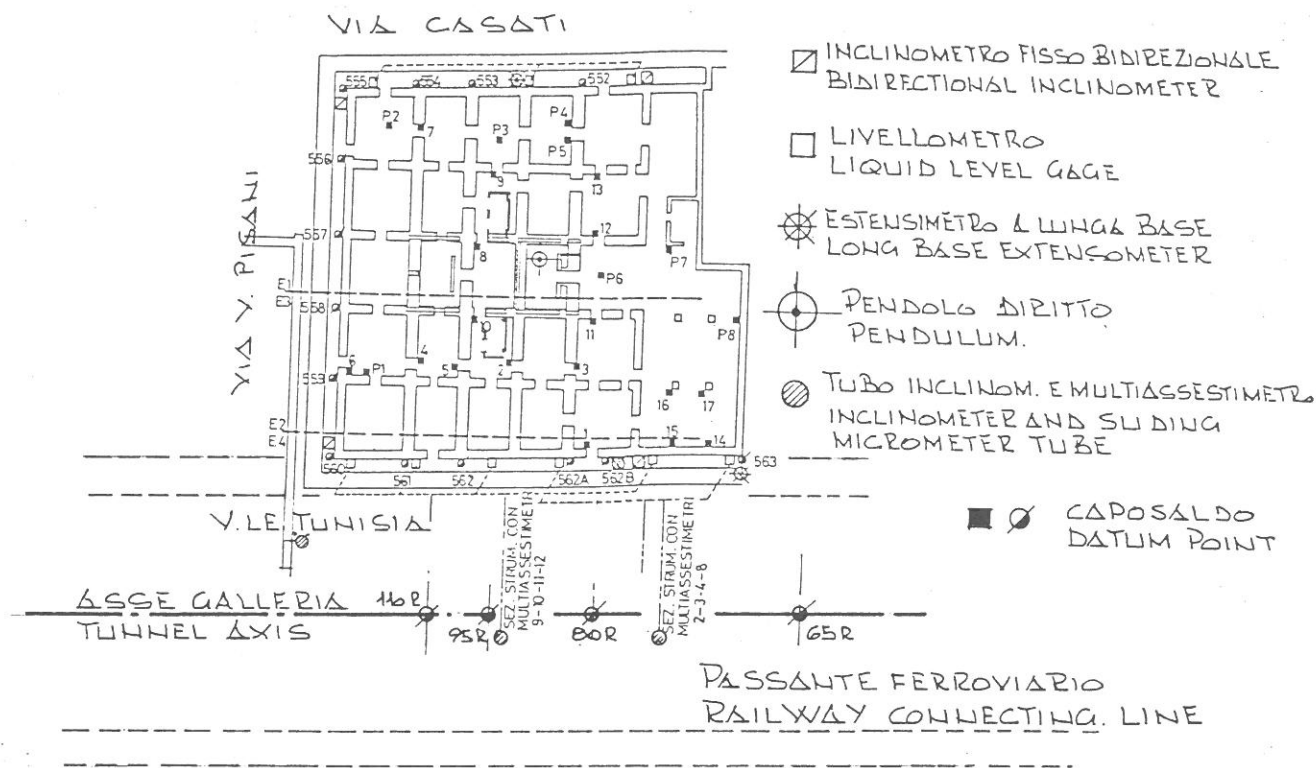 VIA CASATI
INCLINOMETRO FISSO BIDIREZIONALE
BIDIRECTIONAL INCLINOMETER
LIVELLOMETRO
LIQUID LEVEL GAGE
ESTENSIMETRO A LUNGA BASE
LONG BASE EXTENSOMETER
PENDOLO DIRITTO
PENDULUM.
TUBO INCLINOM. E MULTIASSESTIMETRO
INCLINOMETER AND SLIDING
MICROMETER TUBE
CAPOSALDO
DATUM POINT
VIA V. PISANI
555 554 553 552
P2 7 P3 P4
P5
556 9 13
557 8 12 P7
P6
E1
E3 558 10 11 P8
6 P1 4 5 2 3
553 16 17
E2
E4 15 14
560 561 562 562A 562B 563
V.LE TUNISIA
SEZ. STRUM. CON
MULTIASSESTIMETRI
9-10-11-12
SEZ. STRUM. CON
MULTIASSESTIMETRI
2-3-4-8
ASSE GALLERIA
TUNNEL AXIS
110R 95R 80R 65R
PASSANTE FERROVIARIO
RAILWAY CONNECTING. LINE